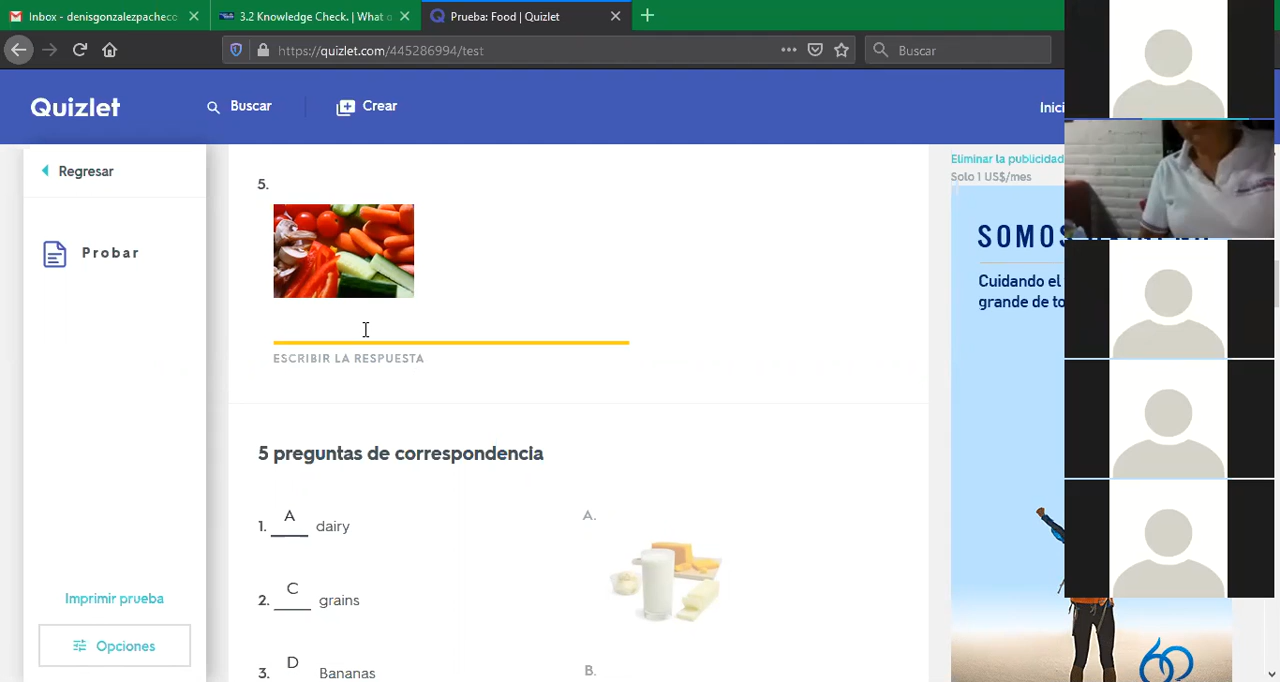 Inbox - denisgonzalezpachecc
3.2 Knowledge Check. | What o
Prueba: Food | Quizlet
https://quizlet.com/445286994/test
Buscar
Quizlet
Buscar
Crear
Inici
Regresar
Probar
Imprimir prueba
Opciones
5.
ESCRIBIR LA RESPUESTA
5 preguntas de correspondencia
1. A dairy
2. C grains
3. D Bananas
A.
B.
Eliminar la publicidad
Solo 1 US$/mes
SOMOS
Cuidando el
grande de to
60